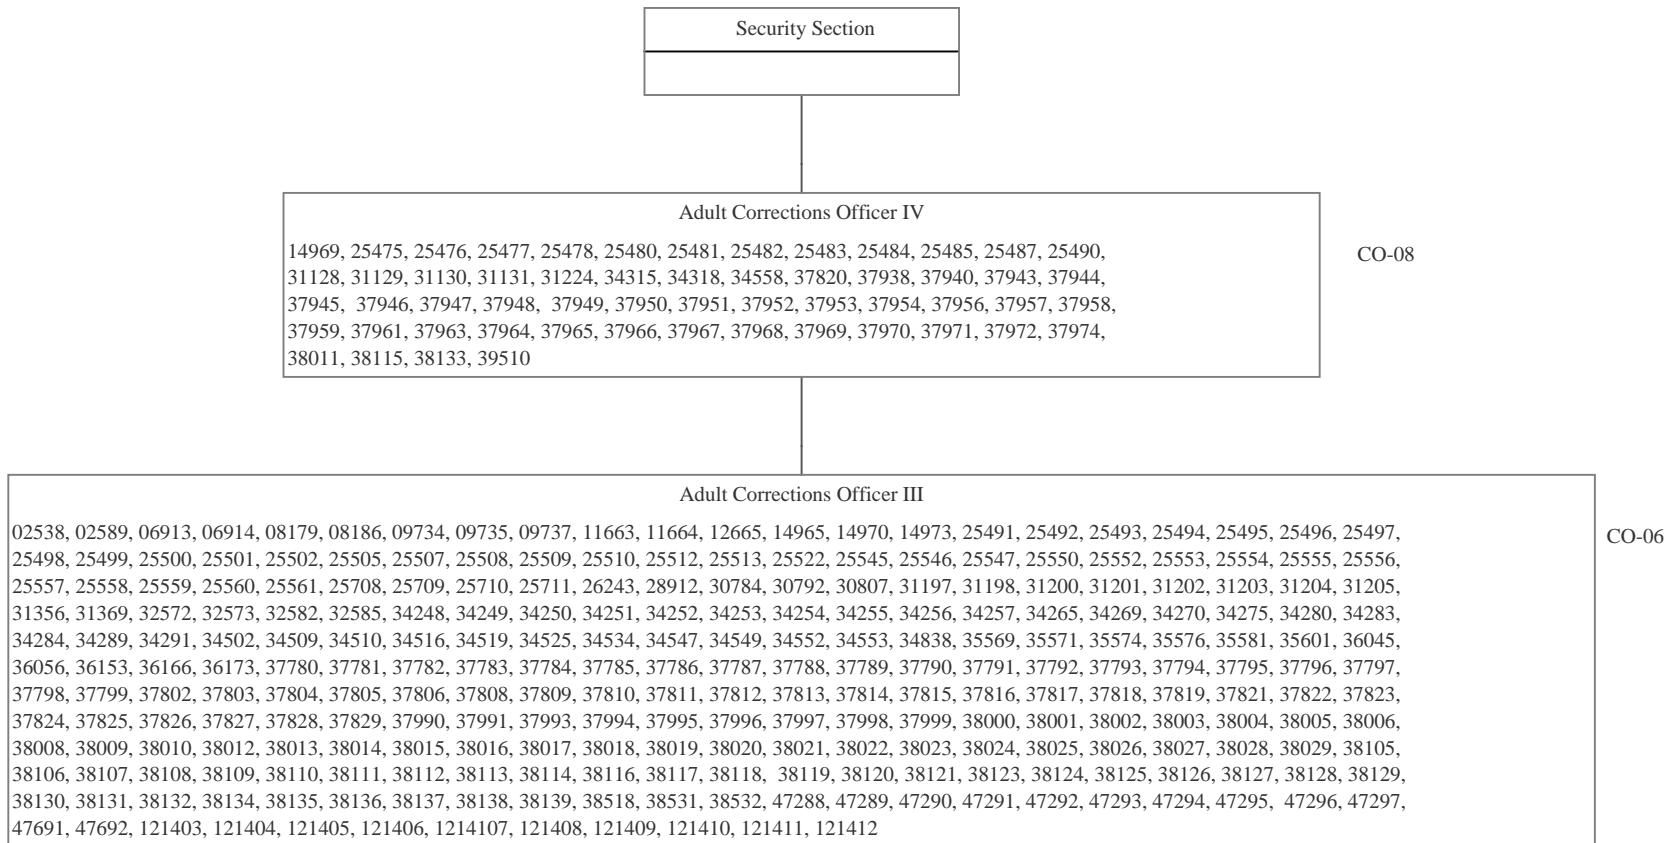 Security Section
Adult Corrections Officer IV
14969, 25475, 25476, 25477, 25478, 25480, 25481, 25482, 25483, 25484, 25485, 25487, 25490,
31128, 31129, 31130, 31131, 31224, 34315, 34318, 34558, 37820, 37938, 37940, 37943, 37944,
37945, 37946, 37947, 37948, 37949, 37950, 37951, 37952, 37953, 37954, 37956, 37957, 37958,
37959, 37961, 37963, 37964, 37965, 37966, 37967, 37968, 37969, 37970, 37971, 37972, 37974,
38011, 38115, 38133, 39510
CO-08
Adult Corrections Officer III
02538, 02589, 06913, 06914, 08179, 08186, 09734, 09735, 09737, 11663, 11664, 12665, 14965, 14970, 14973, 25491, 25492, 25493, 25494, 25495, 25496, 25497,
25498, 25499, 25500, 25501, 25502, 25505, 25507, 25508, 25509, 25510, 25512, 25513, 25522, 25545, 25546, 25547, 25550, 25552, 25553, 25554, 25555, 25556,
25557, 25558, 25559, 25560, 25561, 25708, 25709, 25710, 25711, 26243, 28912, 30784, 30792, 30807, 31197, 31198, 31200, 31201, 31202, 31203, 31204, 31205,
31356, 31369, 32572, 32573, 32582, 32585, 34248, 34249, 34250, 34251, 34252, 34253, 34254, 34255, 34256, 34257, 34265, 34269, 34270, 34275, 34280, 34283,
34284, 34289, 34291, 34502, 34509, 34510, 34516, 34519, 34525, 34534, 34547, 34549, 34552, 34553, 34838, 35569, 35571, 35574, 35576, 35581, 35601, 36045,
36056, 36153, 36166, 36173, 37780, 37781, 37782, 37783, 37784, 37785, 37786, 37787, 37788, 37789, 37790, 37791, 37792, 37793, 37794, 37795, 37796, 37797,
37798, 37799, 37802, 37803, 37804, 37805, 37806, 37808, 37809, 37810, 37811, 37812, 37813, 37814, 37815, 37816, 37817, 37818, 37819, 37821, 37822, 37823,
37824, 37825, 37826, 37827, 37828, 37829, 37990, 37991, 37993, 37994, 37995, 37996, 37997, 37998, 37999, 38000, 38001, 38002, 38003, 38004, 38005, 38006,
38008, 38009, 38010, 38012, 38013, 38014, 38015, 38016, 38017, 38018, 38019, 38020, 38021, 38022, 38023, 38024, 38025, 38026, 38027, 38028, 38029, 38105,
38106, 38107, 38108, 38109, 38110, 38111, 38112, 38113, 38114, 38116, 38117, 38118, 38119, 38120, 38121, 38123, 38124, 38125, 38126, 38127, 38128, 38129,
38130, 38131, 38132, 38134, 38135, 38136, 38137, 38138, 38139, 38518, 38531, 38532, 47288, 47289, 47290, 47291, 47292, 47293, 47294, 47295, 47296, 47297,
47691, 47692, 121403, 121404, 121405, 121406, 1214107, 121408, 121409, 121410, 121411, 121412
CO-06